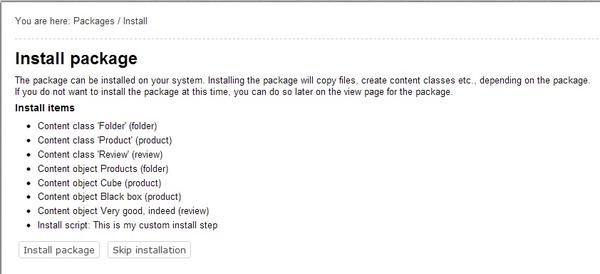 You are here: Packages / Install
Install package
The package can be installed on your system. Installing the package will copy files, create content classes etc., depending on the package.
If you do not want to install the package at this time, you can do so later on the view page for the package.
Install items
• Content class 'Folder' (folder)
• Content class 'Product' (product)
• Content class 'Review' (review)
• Content object Products (folder)
• Content object Cube (product)
• Content object Black box (product)
• Content object Very good, indeed (review)
• Install script: This is my custom install step
Install package Skip installation